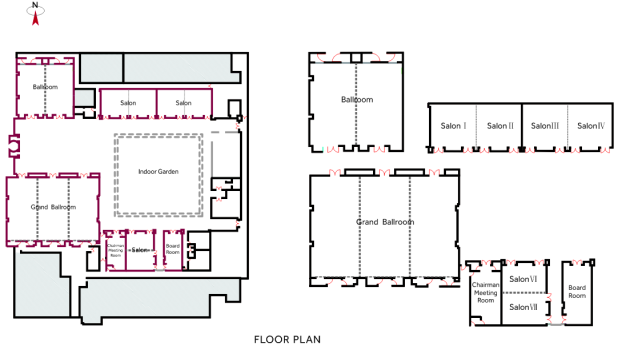 N
Ballroom
Salon
Salon
Indoor Garden
Grand Ballroom
Chairman
Meeting
Room
Salon
Board
Room
Ballroom
Salon Ⅰ
Salon Ⅱ
Salon Ⅲ
Salon Ⅳ
Grand Ballroom
Chairman
Meeting
Room
Salon Ⅵ
Salon Ⅶ
Board
Room
FLOOR PLAN